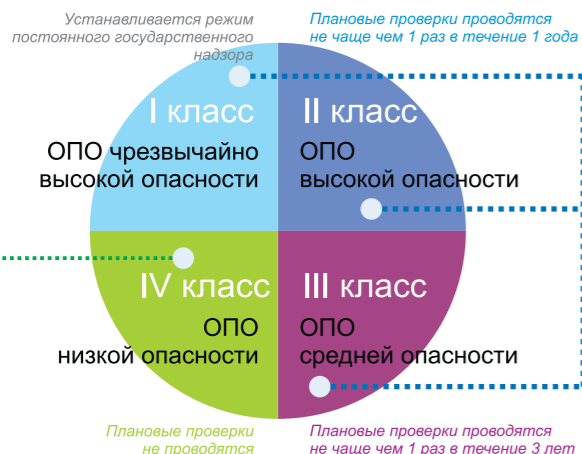 Устанавливается режим
постоянного государственного
надзора
Плановые проверки проводятся
не чаще чем 1 раз в течение 1 года
I класс
ОПО чрезвычайно
высокой опасности
II класс
ОПО
высокой опасности
IV класс
ОПО
низкой опасности
III класс
ОПО
средней опасности
Плановые проверки
не проводятся
Плановые проверки проводятся
не чаще чем 1 раз в течение 3 лет